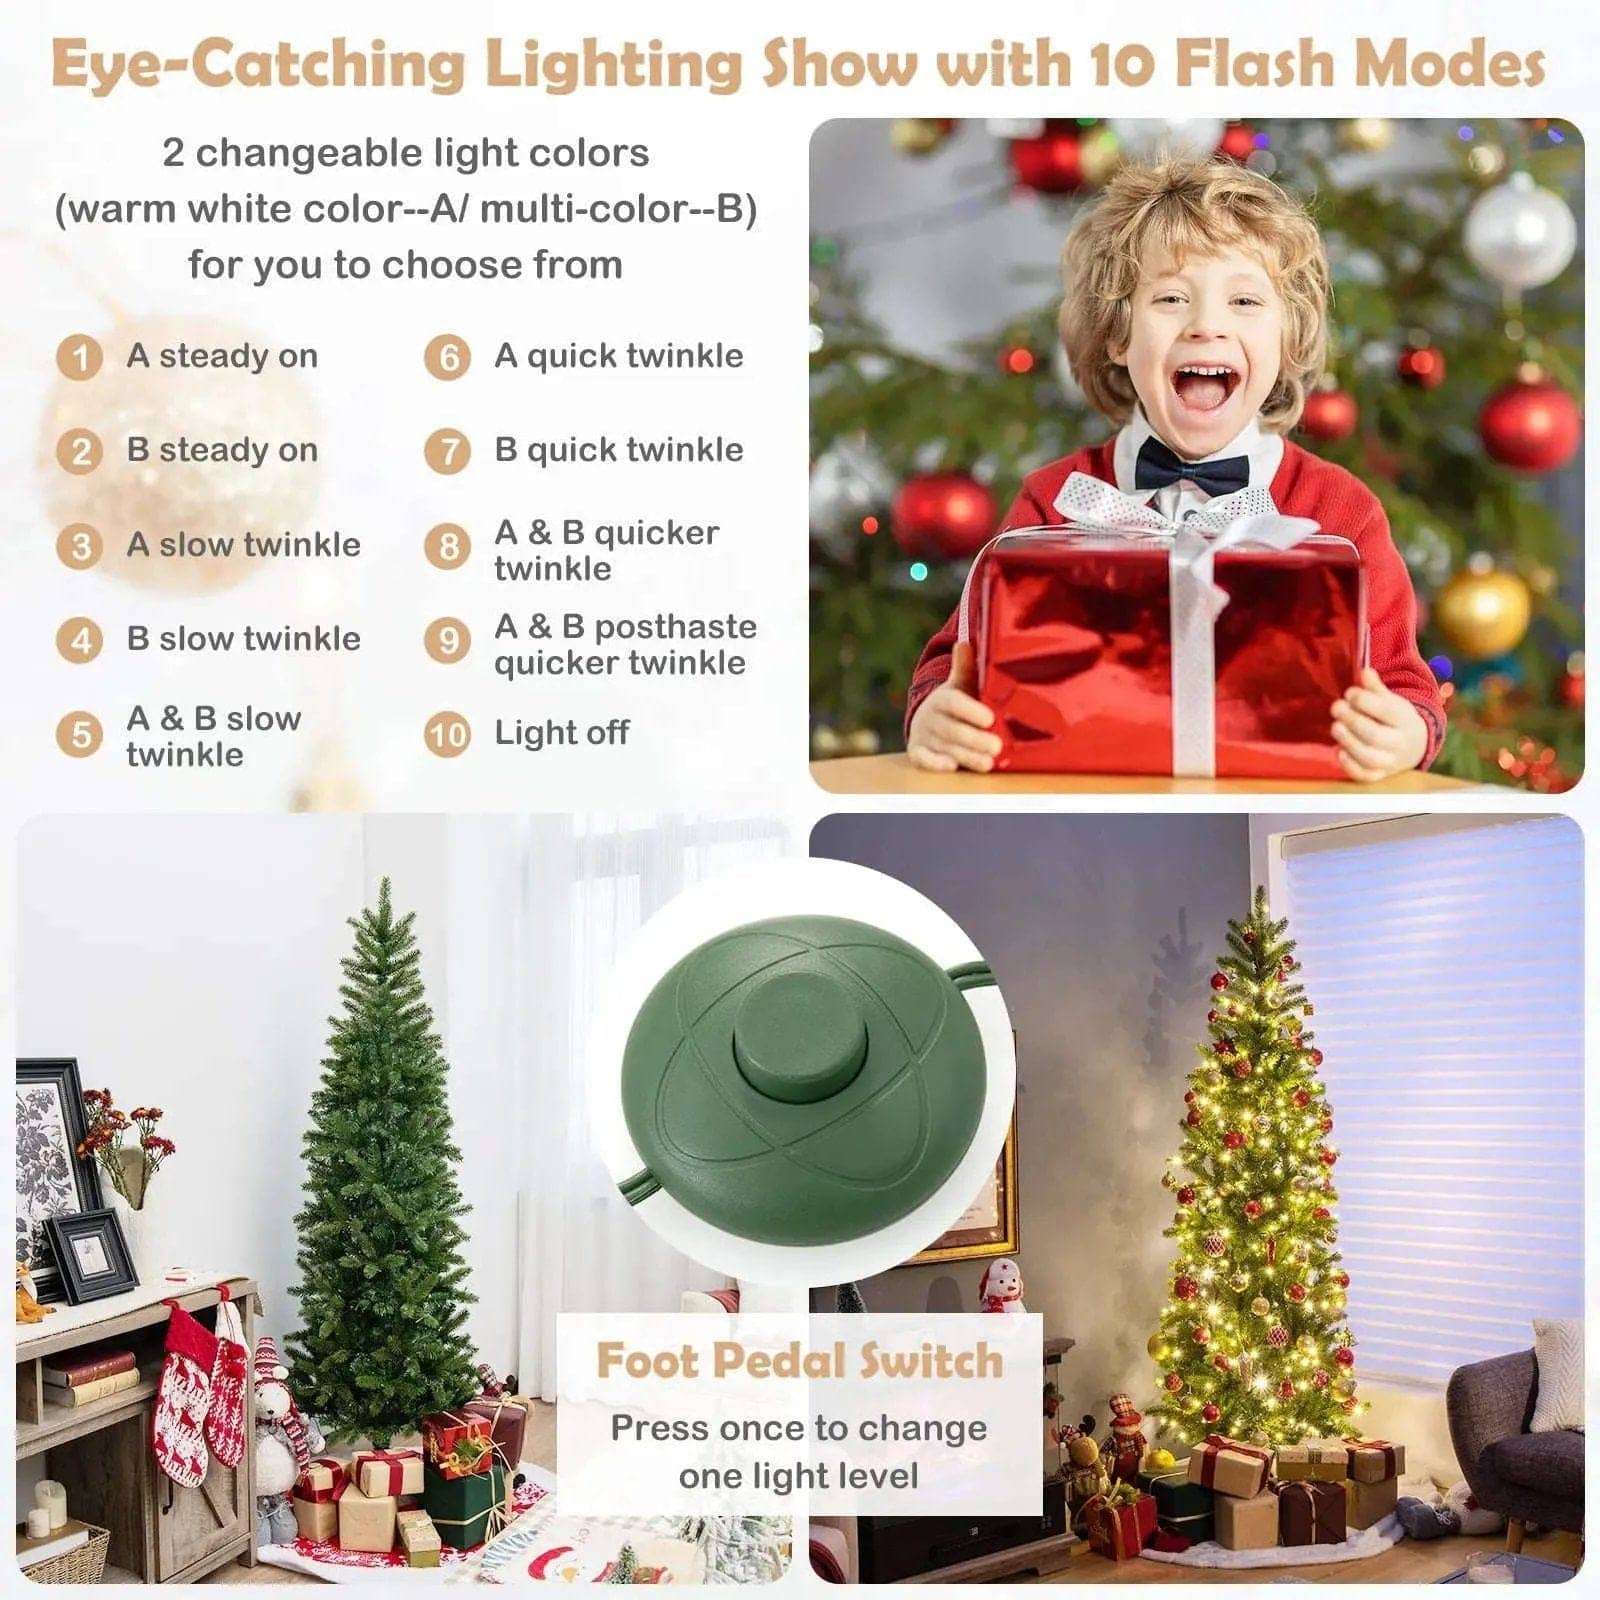 Eye-Catching Lighting Show with 10 Flash Modes
2 changeable light colors
(warm white color--A/ multi-color--B)
for you to choose from
1 A steady on
2 B steady on
3 A slow twinkle
4 B slow twinkle
5 A & B slow
twinkle
6 A quick twinkle
7 B quick twinkle
8 A & B quicker
twinkle
9 A & B posthaste
quicker twinkle
10 Light off
Foot Pedal Switch
Press once to change
one light level